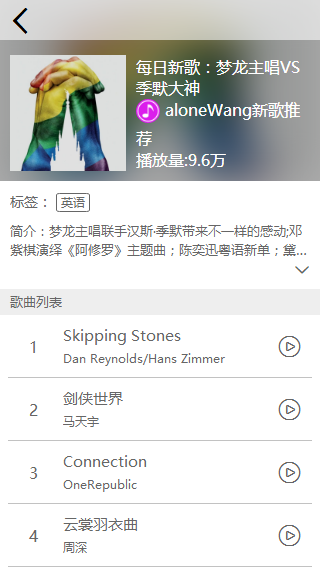 每日新歌：梦龙主唱VS
季默大神
aloneWang新歌推
荐
播放量:9.6万
标签： 英语
简介：梦龙主唱联手汉斯·季默带来不一样的感动;邓
紫棋演绎《阿修罗》主题曲；陈奕迅粤语新单；黛...
歌曲列表
1 Skipping Stones
Dan Reynolds/Hans Zimmer
2 剑侠世界
马天宇
3 Connection
OneRepublic
4 云裳羽衣曲
周深